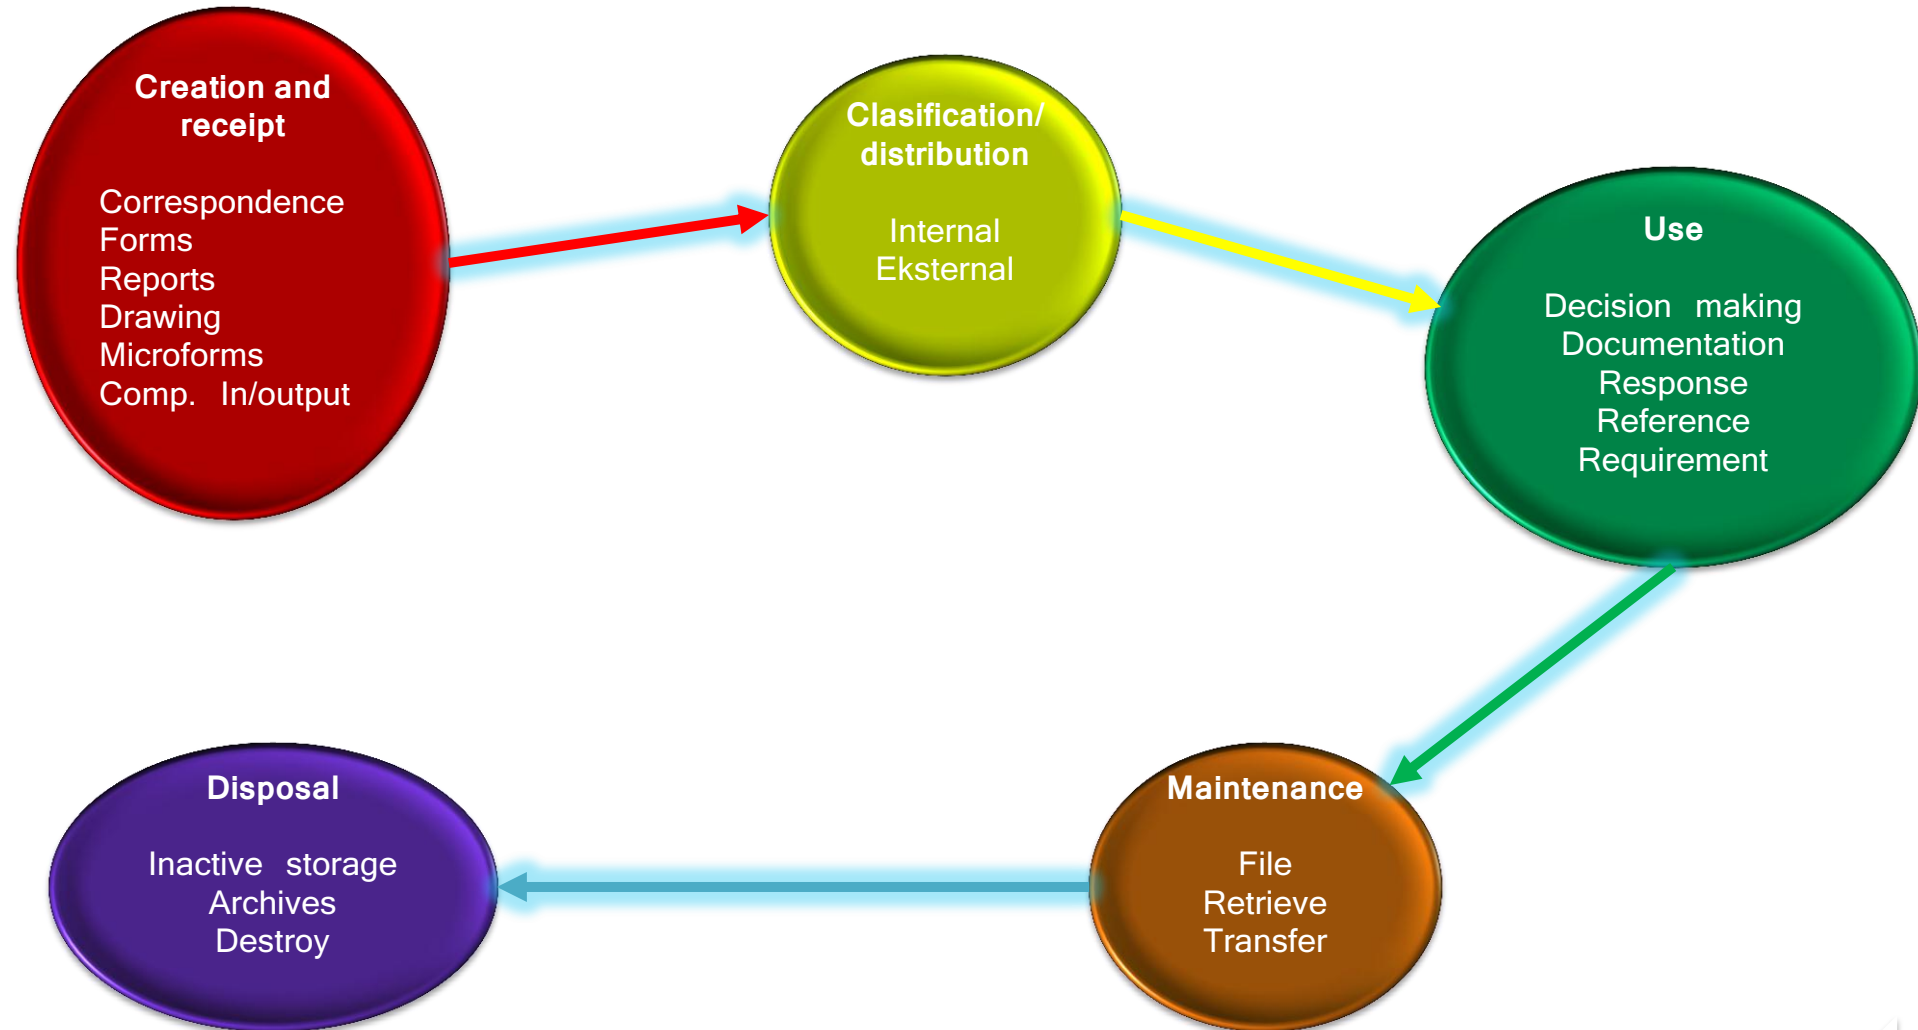 Creation and
receipt
Correspondence
Forms
Reports
Drawing
Microforms
Comp. In/output
Clasification/
distribution
Internal
Eksternal
Use
Decision making
Documentation
Response
Reference
Requirement
Disposal
Inactive storage
Archives
Destroy
Maintenance
File
Retrieve
Transfer